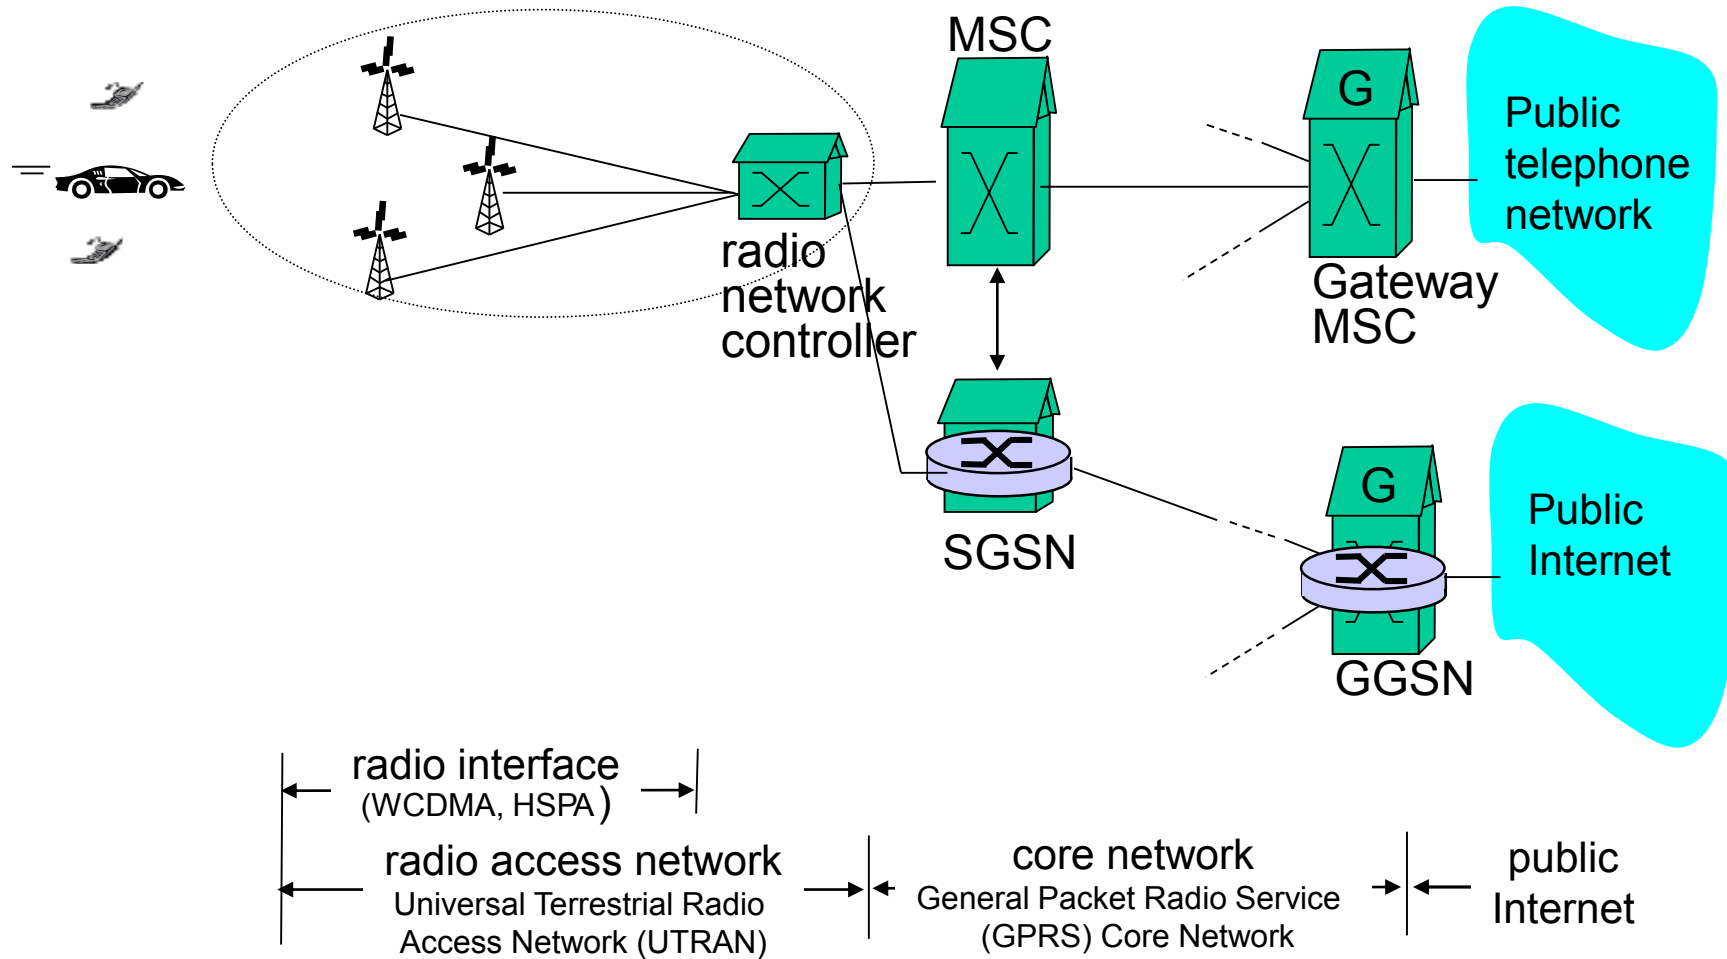 MSC
G
Public
telephone
network
radio
network
controller
Gateway
MSC
G
SGSN
Public
Internet
GGSN
radio interface
(WCDMA, HSPA)
radio access network
Universal Terrestrial Radio
Access Network (UTRAN)
core network
General Packet Radio Service
(GPRS) Core Network
public
Internet